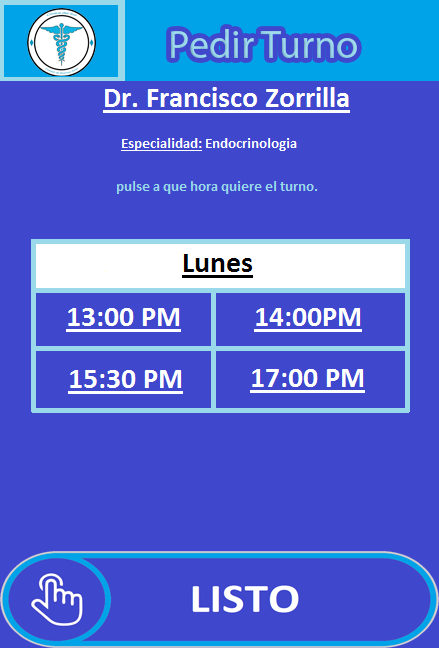 Pedir Turno
Dr. Francisco Zorrilla
Especialidad: Endocrinologia
pulse a que hora quiere el turno.
Lunes
13:00 PM
14:00PM
15:30 PM
17:00 PM
LISTO